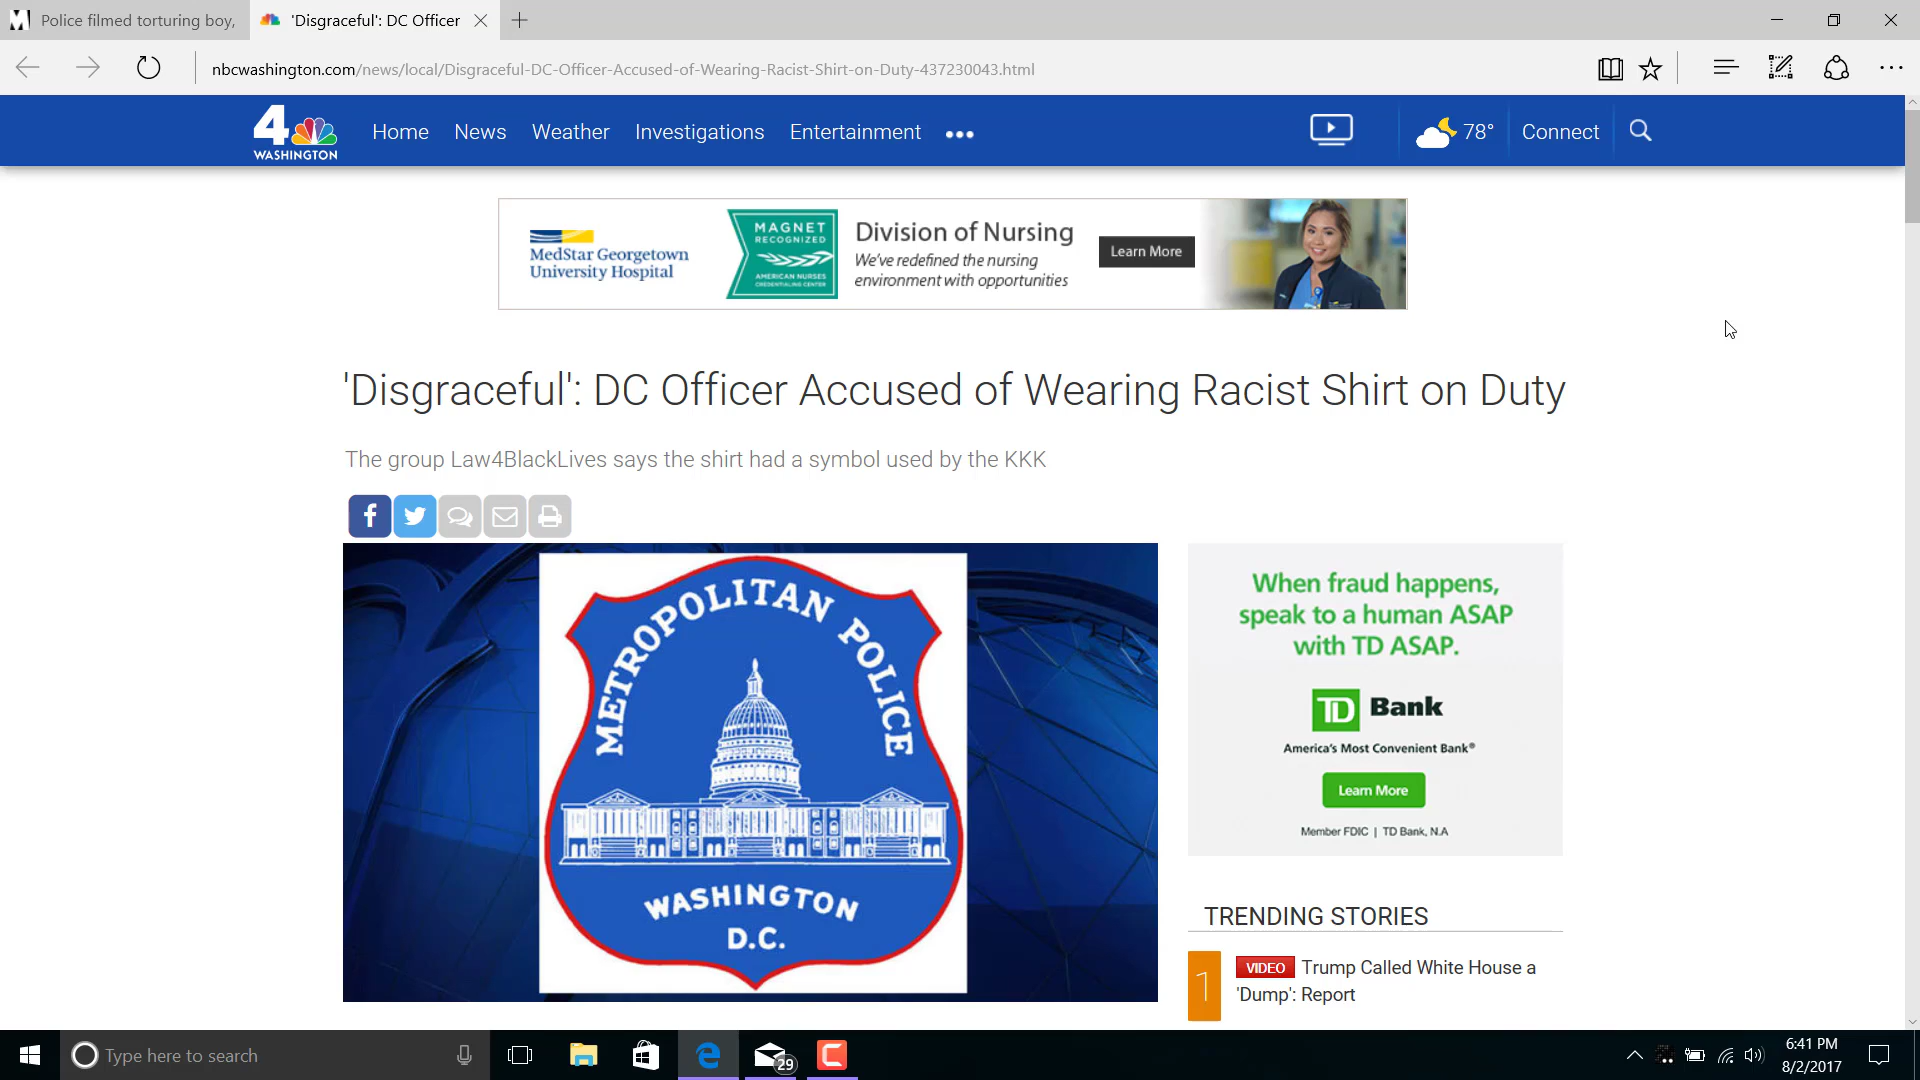 Police filmed torturing boy,
'Disgraceful': DC Officer
nbcwashington.com/news/local/Disgraceful-DC-Officer-Accused-of-Wearing-Racist-Shirt-on-Duty-437230043.html
4
WASHINGTON
Home
News
Weather
Investigations
Entertainment
78°
Connect
MedStar Georgetown
University Hospital
MAGNET
RECOGNIZED
AMERICAN NURSES
CREDENTIALING CENTER
Division of Nursing
We've redefined the nursing
environment with opportunities
Learn More
'Disgraceful': DC Officer Accused of Wearing Racist Shirt on Duty
The group Law4BlackLives says the shirt had a symbol used by the KKK
METROPOLITAN POLICE
WASHINGTON
D.C.
When fraud happens,
speak to a human ASAP
with TD ASAP.
TD Bank
America's Most Convenient Bank®
Learn More
Member FDIC | TD Bank, N.A
TRENDING STORIES
1
VIDEO Trump Called White House a
'Dump': Report
Type here to search
29
6:41 PM
8/2/2017